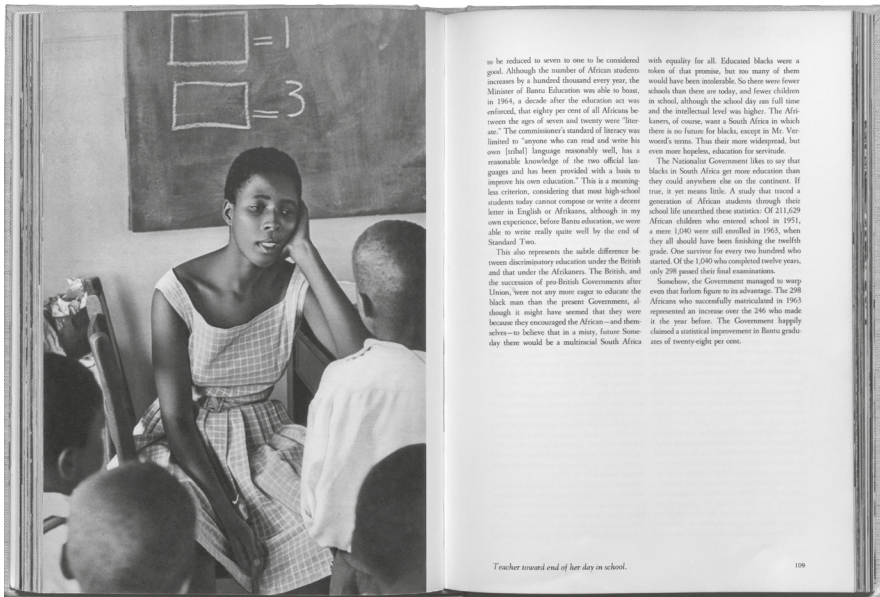 = 1
= 3
to be reduced to seven to one to be considered
good. Although the number of African students
increases by a hundred thousand every year, the
Minister of Bantu Education was able to boast,
in 1964, a decade after the education act was
enforced, that eighty per cent of all Africans be-
tween the ages of seven and twenty were "liter-
ate." The commissioner's standard of literacy was
limited to "anyone who can read and write his
own [tribal] language reasonably well, has a
reasonable knowledge of the two official lan-
guages and has been provided with a basis to
improve his own education." This is a meaning-
less criterion, considering that most high-school
students today cannot compose or write a decent
letter in English or Afrikaans, although in my
own experience, before Bantu education, we were
able to write really quite well by the end of
Standard Two.
This also represents the subtle difference be-
tween discriminatory education under the British
and that under the Afrikaners. The British, and
the succession of pro-British Governments after
Union, were not any more eager to educate the
black man than the present Government, al-
though it might have seemed that they were
because they encouraged the African—and them-
selves—to believe that in a misty, future Some-
day there would be a multiracial South Africa
with equality for all. Educated blacks were a
token of that promise, but too many of them
would have been intolerable. So there were fewer
schools than there are today, and fewer children
in school, although the school day ran full time
and the intellectual level was higher. The Afri-
kaners, of course, want a South Africa in which
there is no future for blacks, except in Mr. Ver-
woerd's terms. Thus their more widespread, but
even more hopeless, education for servitude.
The Nationalist Government likes to say that
blacks in South Africa get more education than
they could anywhere else on the continent. If
true, it yet means little. A study that traced a
generation of African students through their
school life unearthed these statistics: Of 211,629
African children who entered school in 1951,
a mere 1,040 were still enrolled in 1963, when
they all should have been finishing the twelfth
grade. One survivor for every two hundred who
started. Of the 1,040 who completed twelve years,
only 298 passed their final examinations.
Somehow, the Government managed to warp
even that forlorn figure to its advantage. The 298
Africans who successfully matriculated in 1963
represented an increase over the 246 who made
it the year before. The Government happily
claimed a statistical improvement in Bantu gradu-
ates of twenty-eight per cent.
Teacher toward end of her day in school.
109